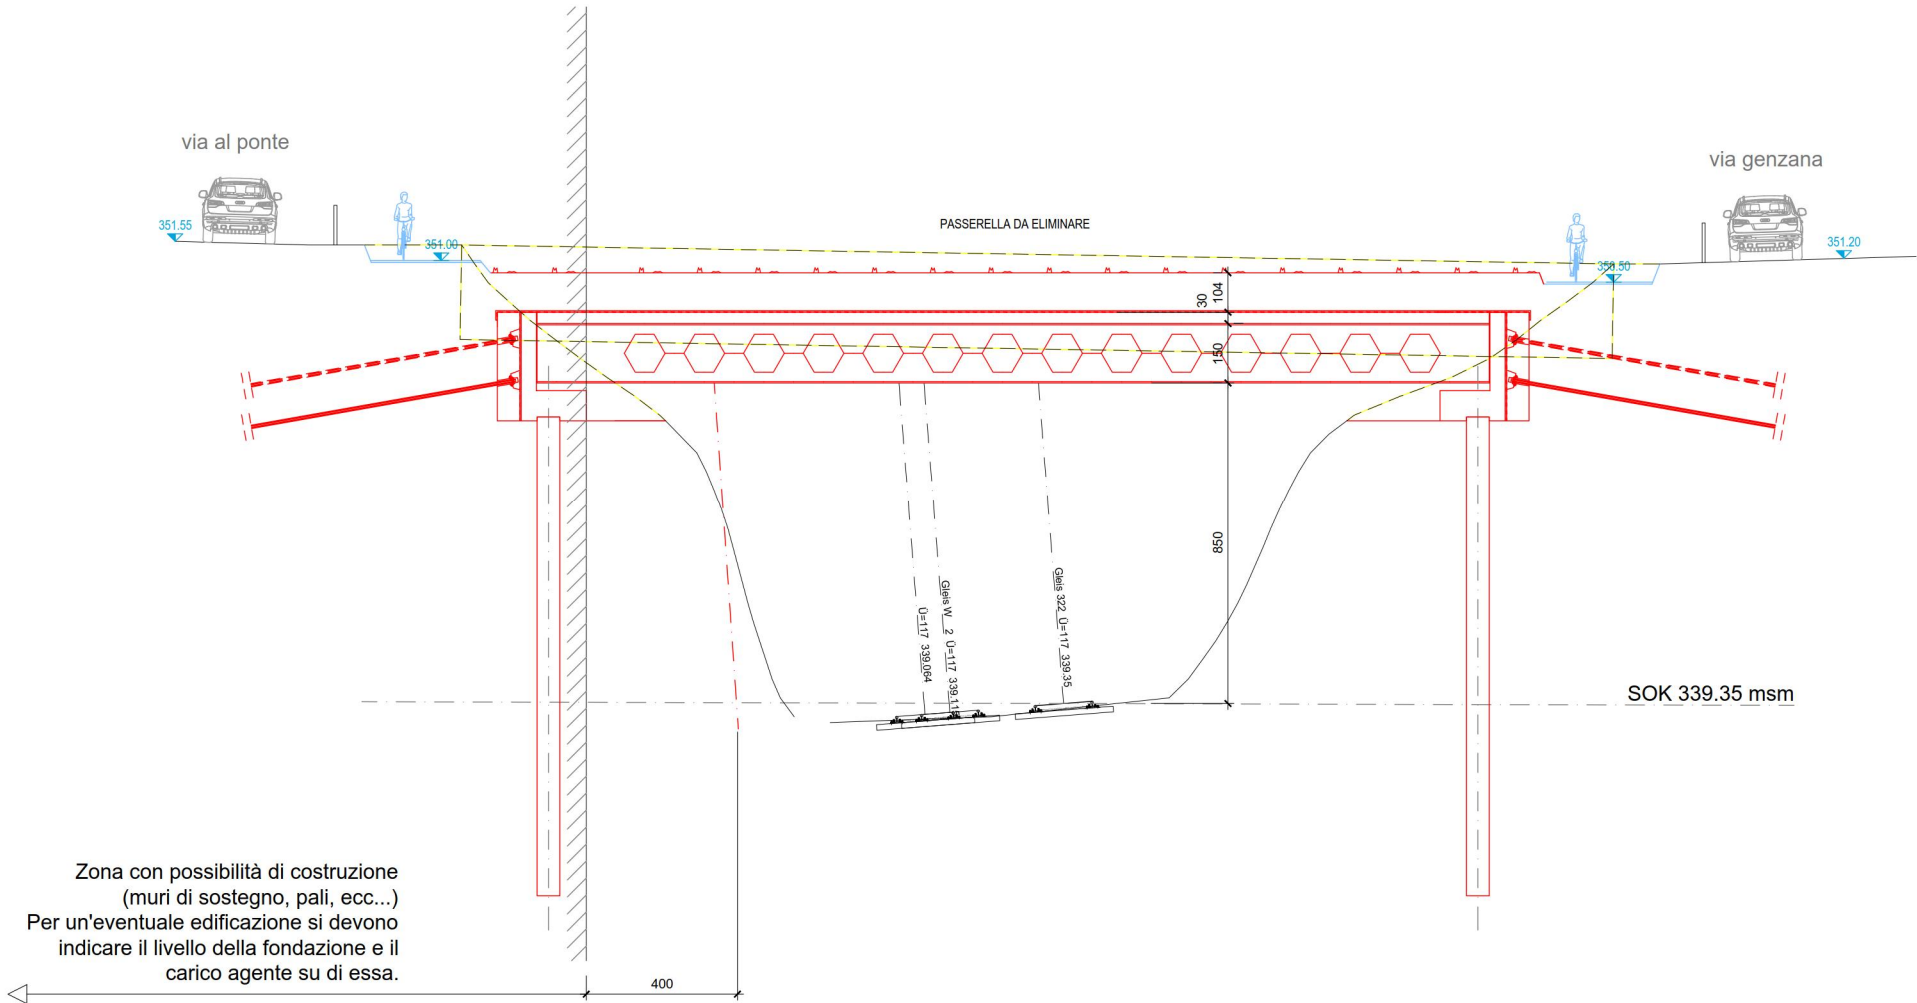 via al ponte
via genzana
351.55
351.00
PASSERELLA DA ELIMINARE
351.20
350.50
30
104
150
850
Gleis W 2 Ü=117 339.115
Ü=117 339.064
Gleis 322 Ü=117 339.35
SOK 339.35 msm
Zona con possibilità di costruzione
(muri di sostegno, pali, ecc...)
Per un'eventuale edificazione si devono
indicare il livello della fondazione e il
carico agente su di essa.
400